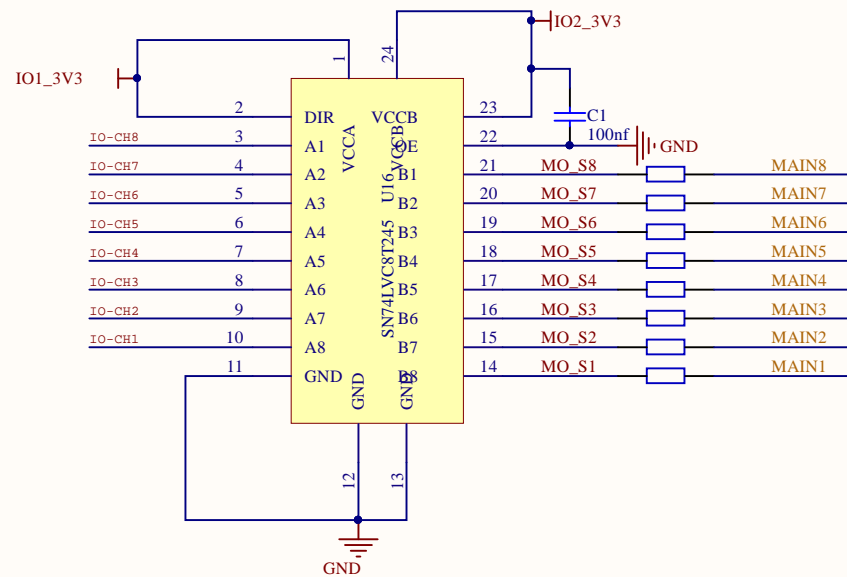 IO2_3V3
IO1_3V3
1
24
2
DIR
VCCA
VCCB
VCCB
23
C1
100nf
IO-CH8
3
A1
OE
22
GND
IO-CH7
4
A2
U16
B1
21
MO_S8
MAIN8
IO-CH6
5
A3
B2
20
MO_S7
MAIN7
IO-CH5
6
A4
B3
19
MO_S6
MAIN6
IO-CH4
7
A5
SN74LVC8T245
B4
18
MO_S5
MAIN5
IO-CH3
8
A6
B5
17
MO_S4
MAIN4
IO-CH2
9
A7
B6
16
MO_S3
MAIN3
IO-CH1
10
A8
B7
15
MO_S2
MAIN2
11
GND
GND
GND
B8
14
MO_S1
MAIN1
12
13
GND